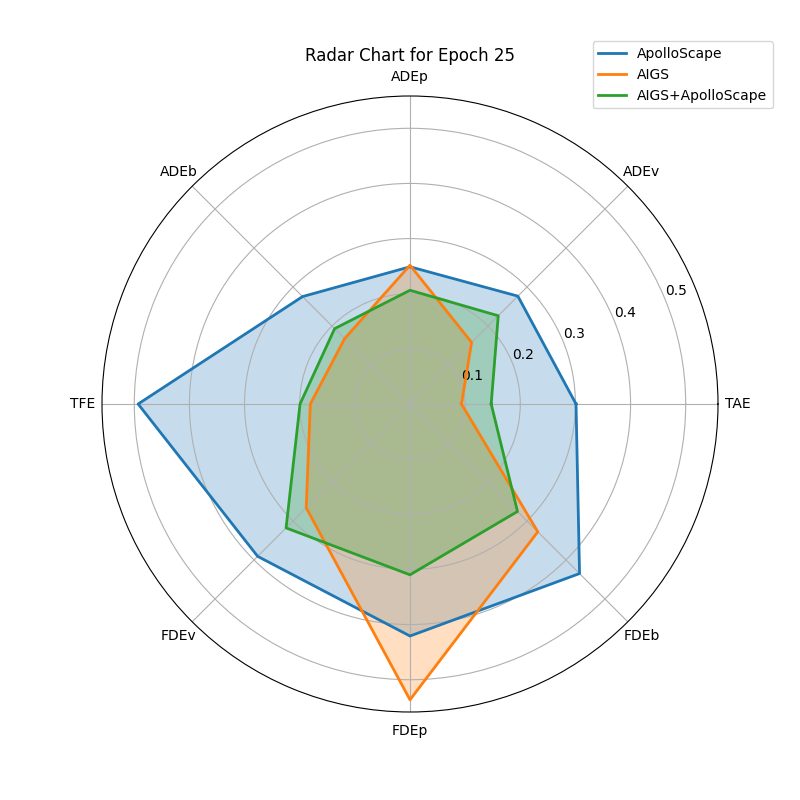 Radar Chart for Epoch 25
ApolloScape
AIGS
AIGS+ApolloScape
ADEp
ADEb
ADEv
TFE
TAE
FDEv
FDEb
FDEp
0.1
0.2
0.3
0.4
0.5